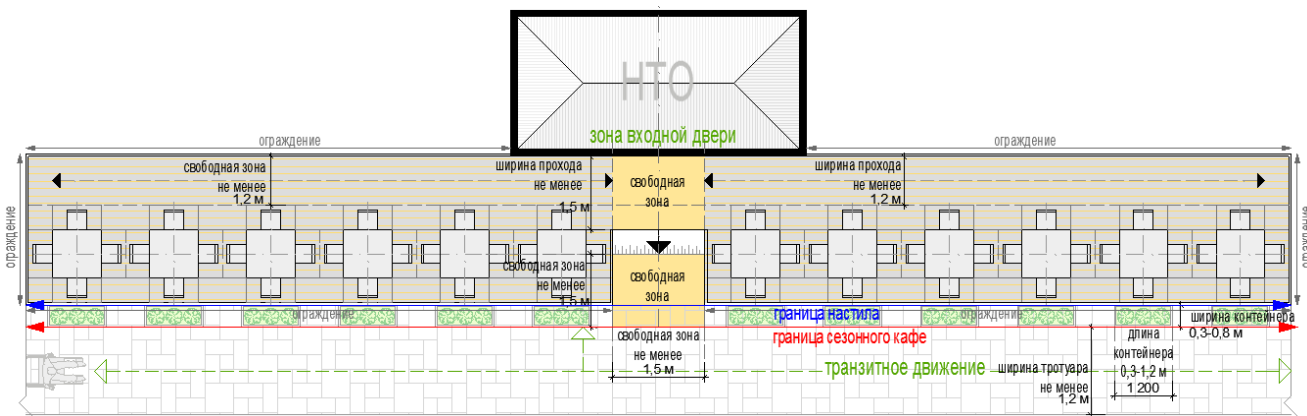 НТО
зона входной двери
ограждение
ограждение
свободная зона
не менее
1,2 м
ширина прохода
не менее
1,5 м
свободная
зона
ширина прохода
не менее
1,2 м
ограждение
ограждение
свободная зона
не менее
1,5 м
свободная
зона
ограждение
граница настила
ограждение
ширина контейнера
0,3-0,8 м
граница сезонного кафе
свободная зона
не менее
1,5 м
транзитное движение
ширина тротуара
не менее
1,2 м
длина
контейнера
0,3-1,2 м
1 200